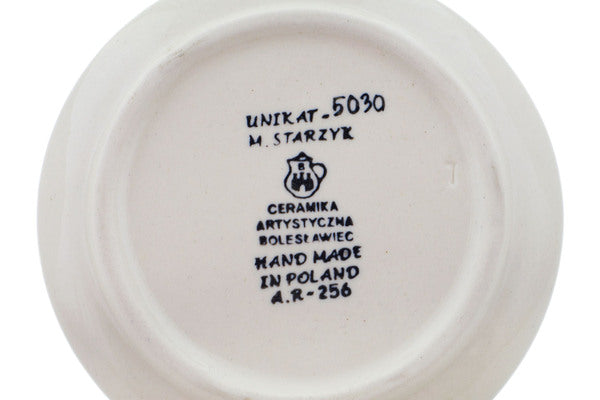 UNIKAT-5030
M. STARZYK
B
CERAMIKA
ARTYSTYCZNA
BOLESŁAWIEC
HAND MADE
IN POLAND
A.R-256